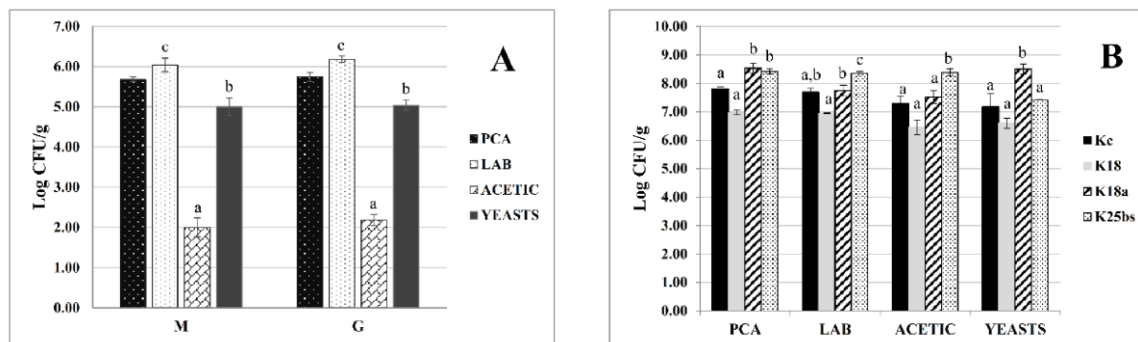 A
Log CFU/g
7.00
6.00
5.00
4.00
3.00
2.00
1.00
0.00
c
b
a
c
b
a
M
G
PCA
LAB
ACETIC
YEASTS
B
Log CFU/g
10.00
9.00
8.00
7.00
6.00
5.00
4.00
3.00
2.00
1.00
0.00
a
a
b
b
a,b
a
b
c
a
a
a
b
a
a
b
a
PCA
LAB
ACETIC
YEASTS
Kc
K18
K18a
K25bs